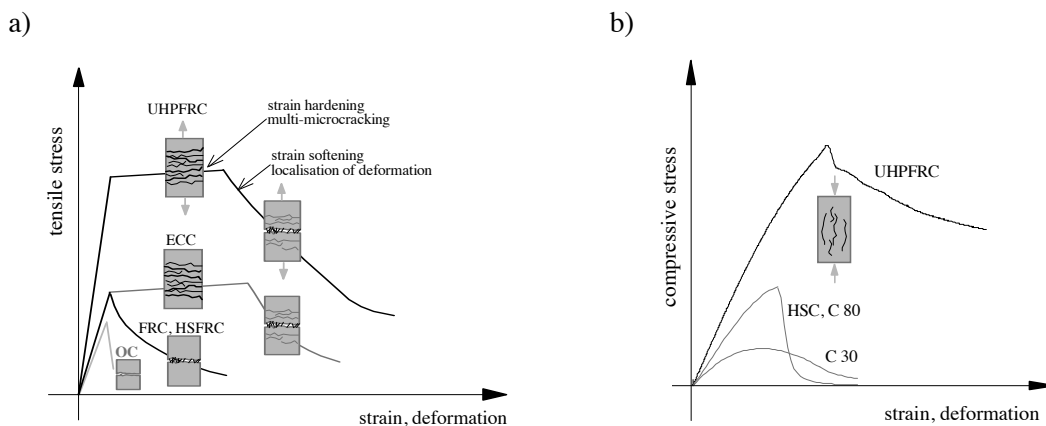 a)
tensile stress
UHPFRC
strain hardening
multi-microcracking
strain softening
localisation of deformation
ECC
FRC, HSFRC
OC
strain, deformation
b)
compressive stress
UHPFRC
HSC, C 80
C 30
strain, deformation